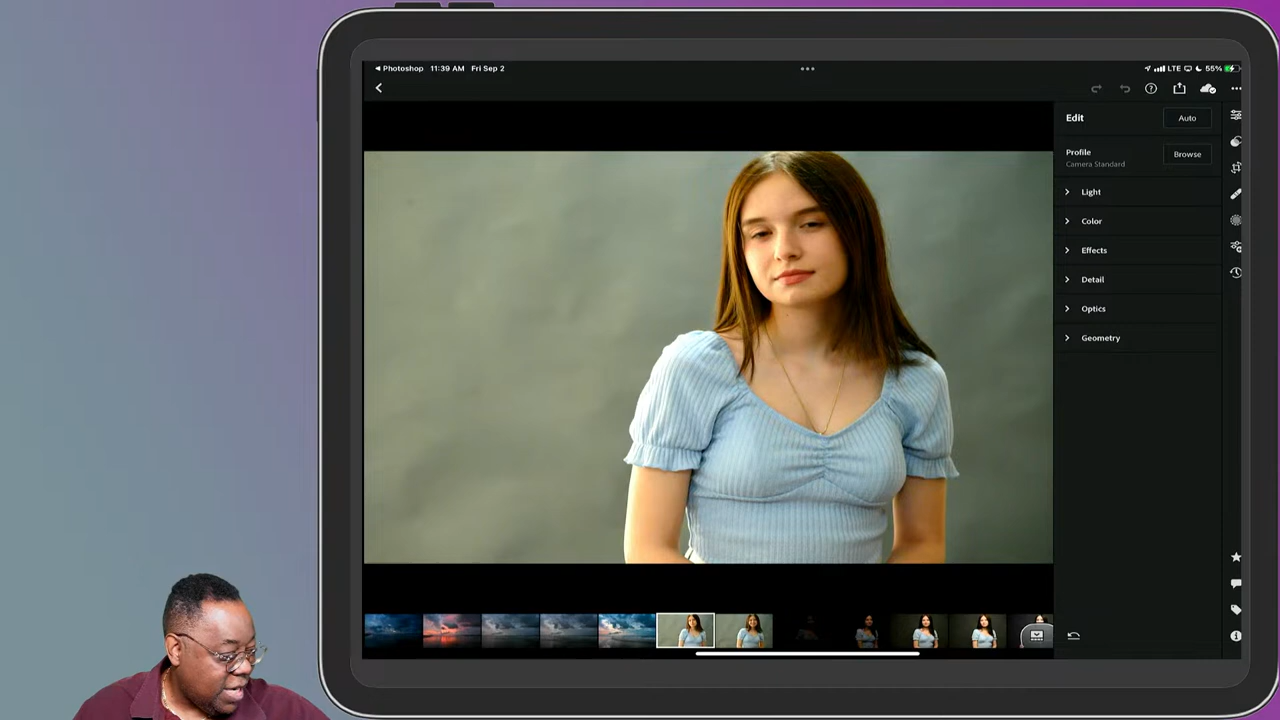 Photoshop 11:39 AM Fri Sep 2
LTE 55%
Edit Auto
Profile
Camera Standard
Browse
Light
Color
Effects
Detail
Optics
Geometry